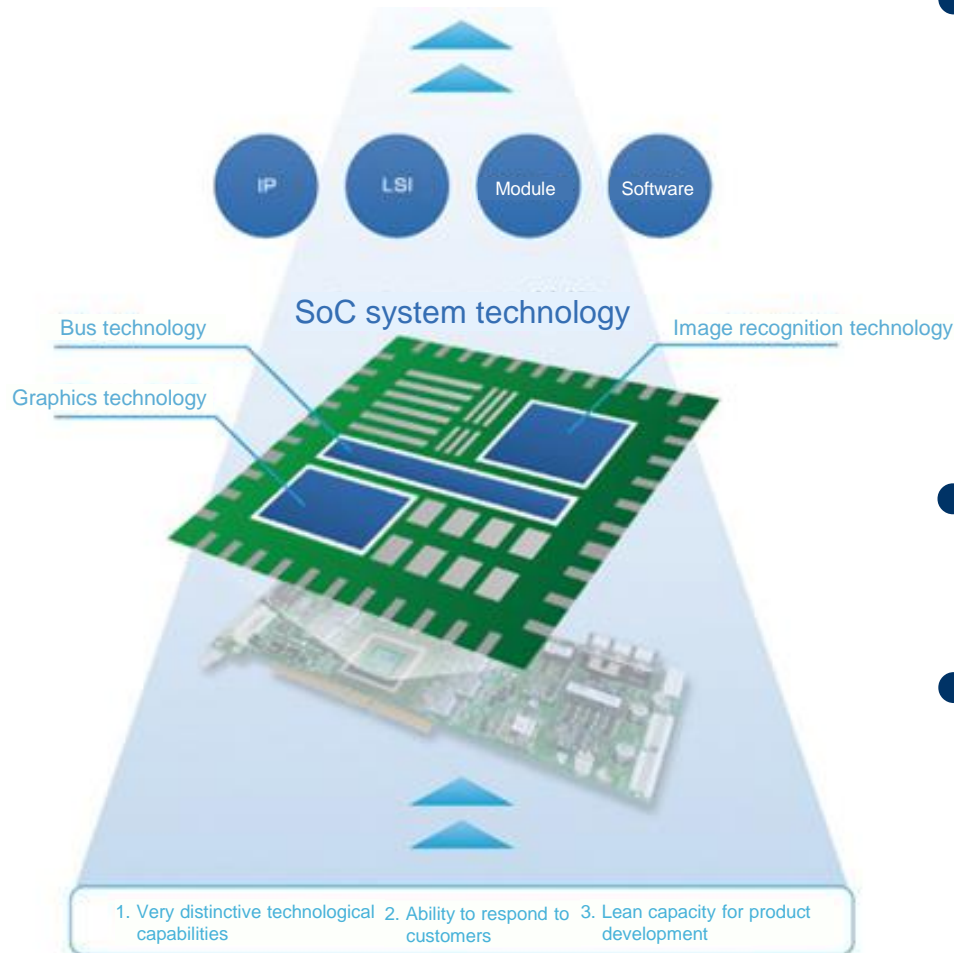 IP
LSI
Module
Software
SoC system technology
Bus technology
Image recognition technology
Graphics technology
1. Very distinctive technological
capabilities
2. Ability to respond to
customers
3. Lean capacity for product
development